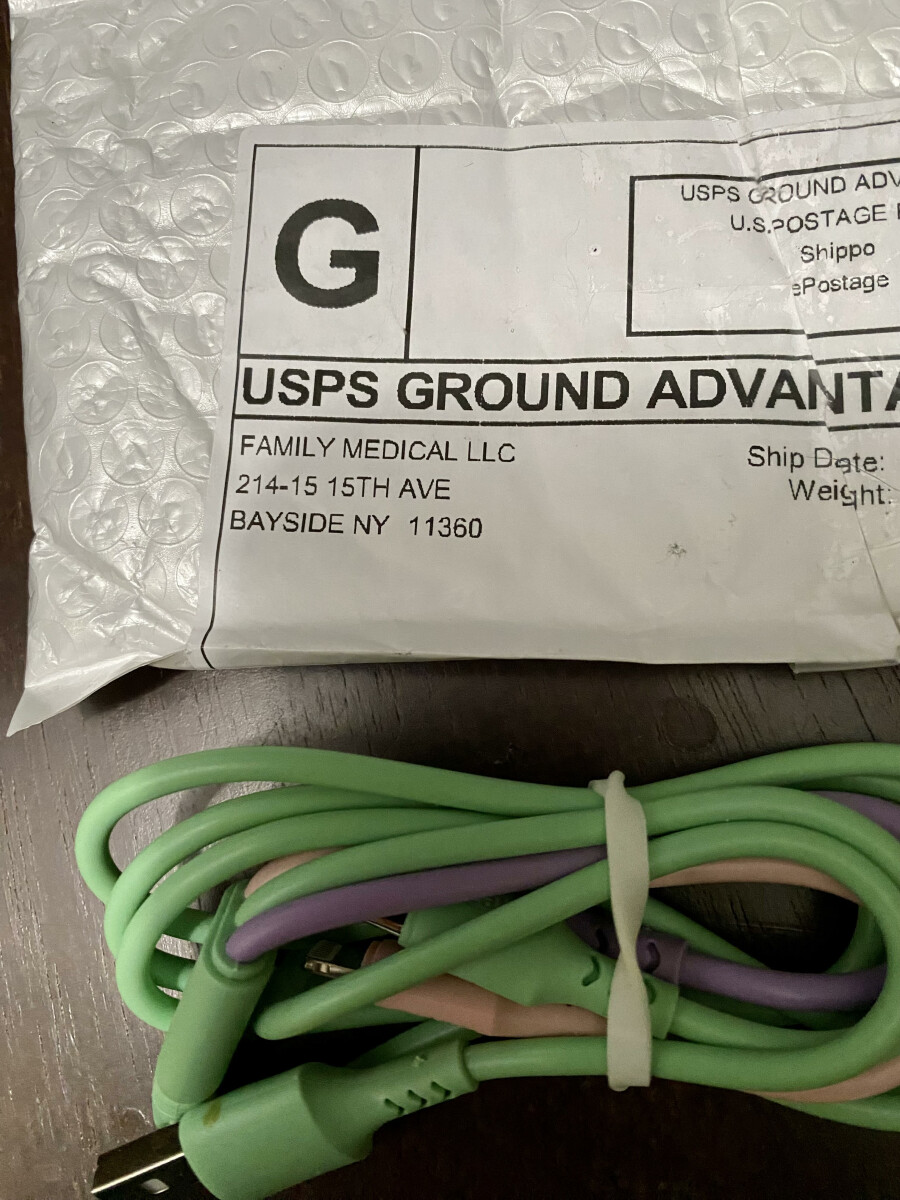 G
USPS GROUND ADV
U.S.POSTAGE
Shippo
ePostage
USPS GROUND ADVANTA
FAMILY MEDICAL LLC
214-15 15TH AVE
BAYSIDE NY 11360
Ship Date:
Weight: